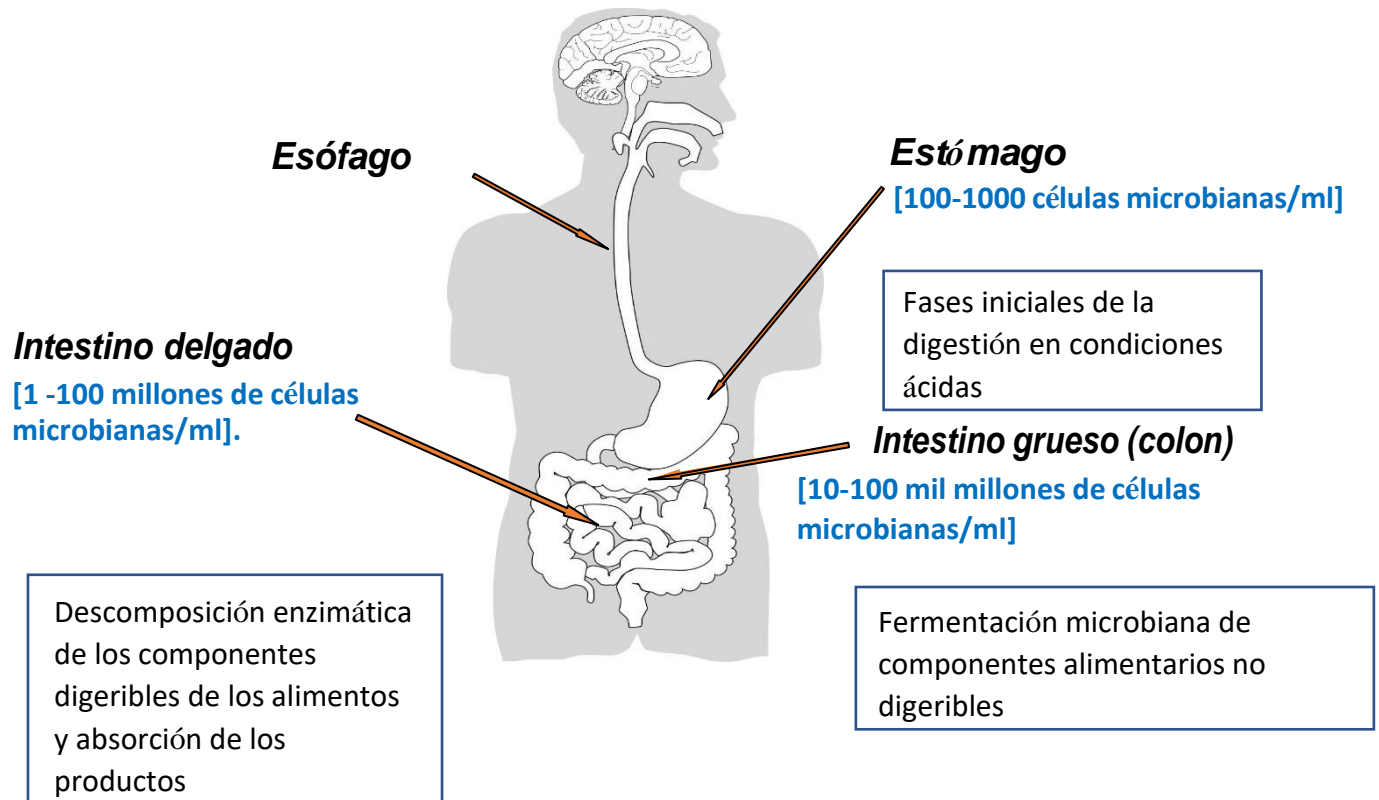 Esófago
Estómago
[100-1000 células microbianas/ml]
Fases iniciales de la
digestión en condiciones
ácidas
Intestino delgado
[1 -100 millones de células
microbianas/ml].
Intestino grueso (colon)
[10-100 mil millones de células
microbianas/ml]
Descomposición enzimática
de los componentes
digeribles de los alimentos
y absorción de los
productos
Fermentación microbiana de
componentes alimentarios no
digeribles